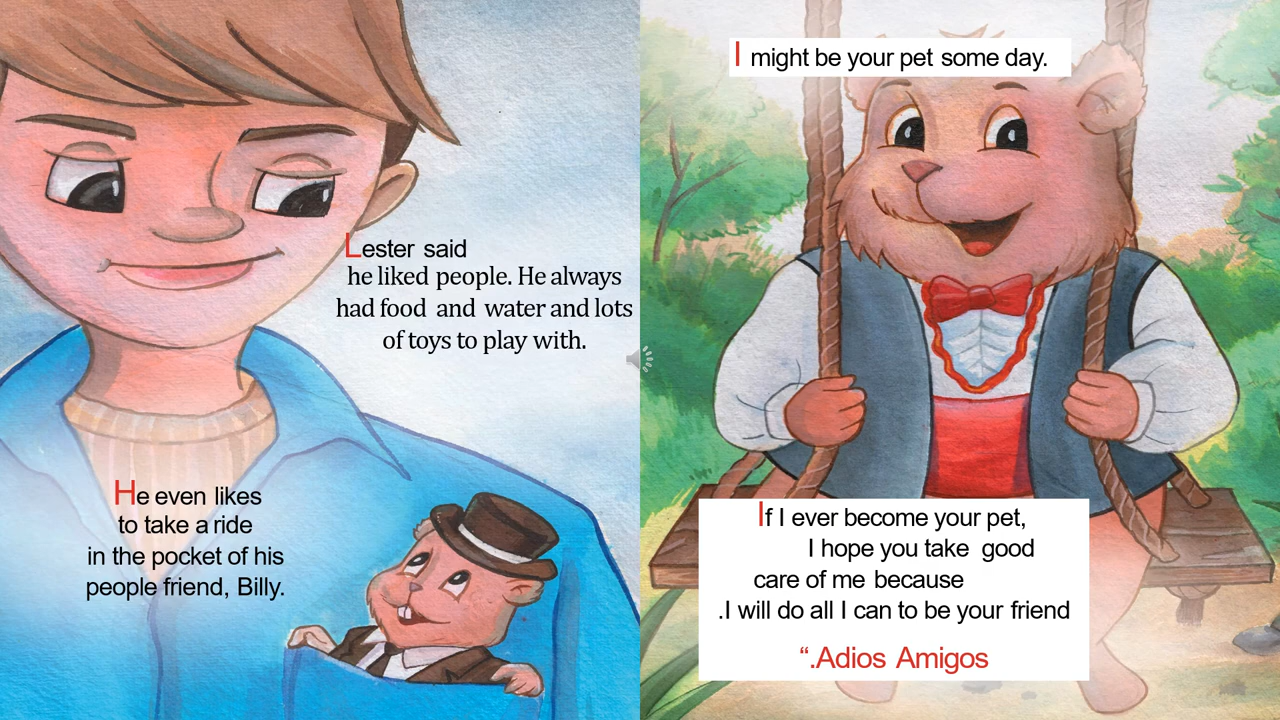 Lester said
he liked people. He always
had food and water and lots
of toys to play with.
He even likes
to take a ride
in the pocket of his
people friend, Billy.
I might be your pet some day.
If I ever become your pet,
I hope you take good
care of me because
.I will do all I can to be your friend
“.Adios Amigos